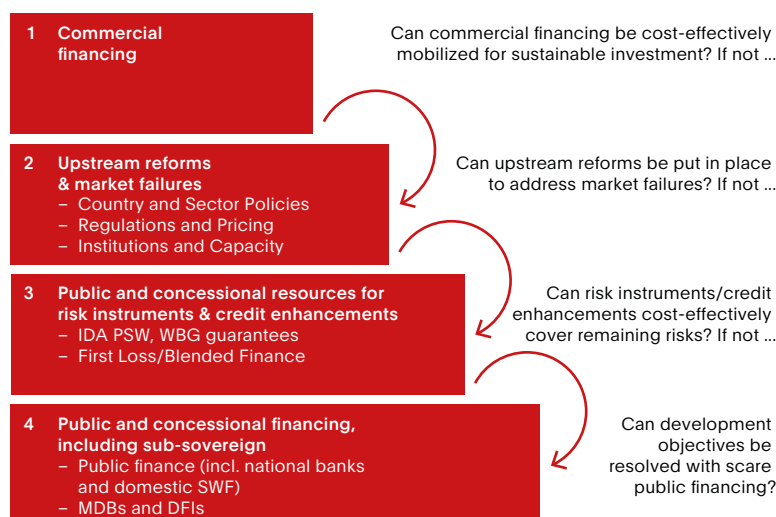 1 Commercial
financing
Can commercial financing be cost-effectively
mobilized for sustainable investment? If not ...
2 Upstream reforms
& market failures
– Country and Sector Policies
– Regulations and Pricing
– Institutions and Capacity
Can upstream reforms be put in place
to address market failures? If not ...
3 Public and concessional resources for
risk instruments & credit enhancements
– IDA PSW, WBG guarantees
– First Loss/Blended Finance
Can risk instruments/credit
enhancements cost-effectively
cover remaining risks? If not ...
4 Public and concessional financing,
including sub-sovereign
– Public finance (incl. national banks
and domestic SWF)
– MDBs and DFIs
Can development
objectives be
resolved with scare
public financing?